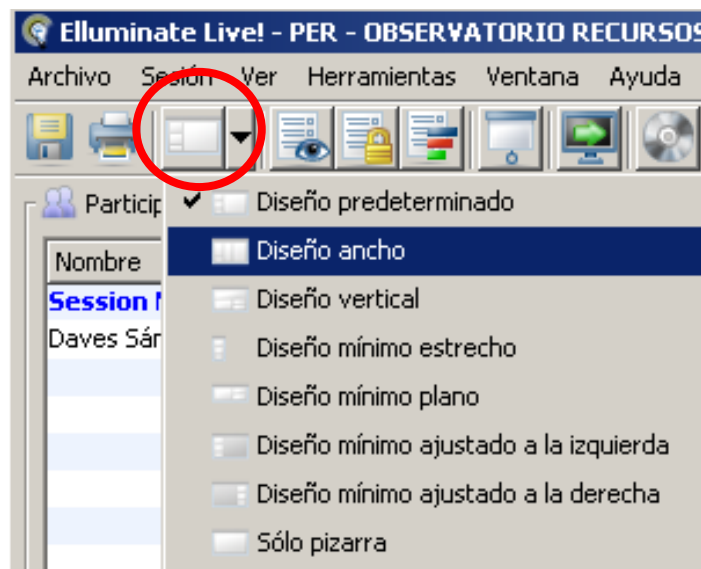 Elluminate Live! - PER - OBSERVATORIO RECURSOS
Archivo Sesión Ver Herramientas Ventana Ayuda
Particip
Nombre
Session
Daves Sán
Diseño predeterminado
Diseño ancho
Diseño vertical
Diseño mínimo estrecho
Diseño mínimo plano
Diseño mínimo ajustado a la izquierda
Diseño mínimo ajustado a la derecha
Sólo pizarra